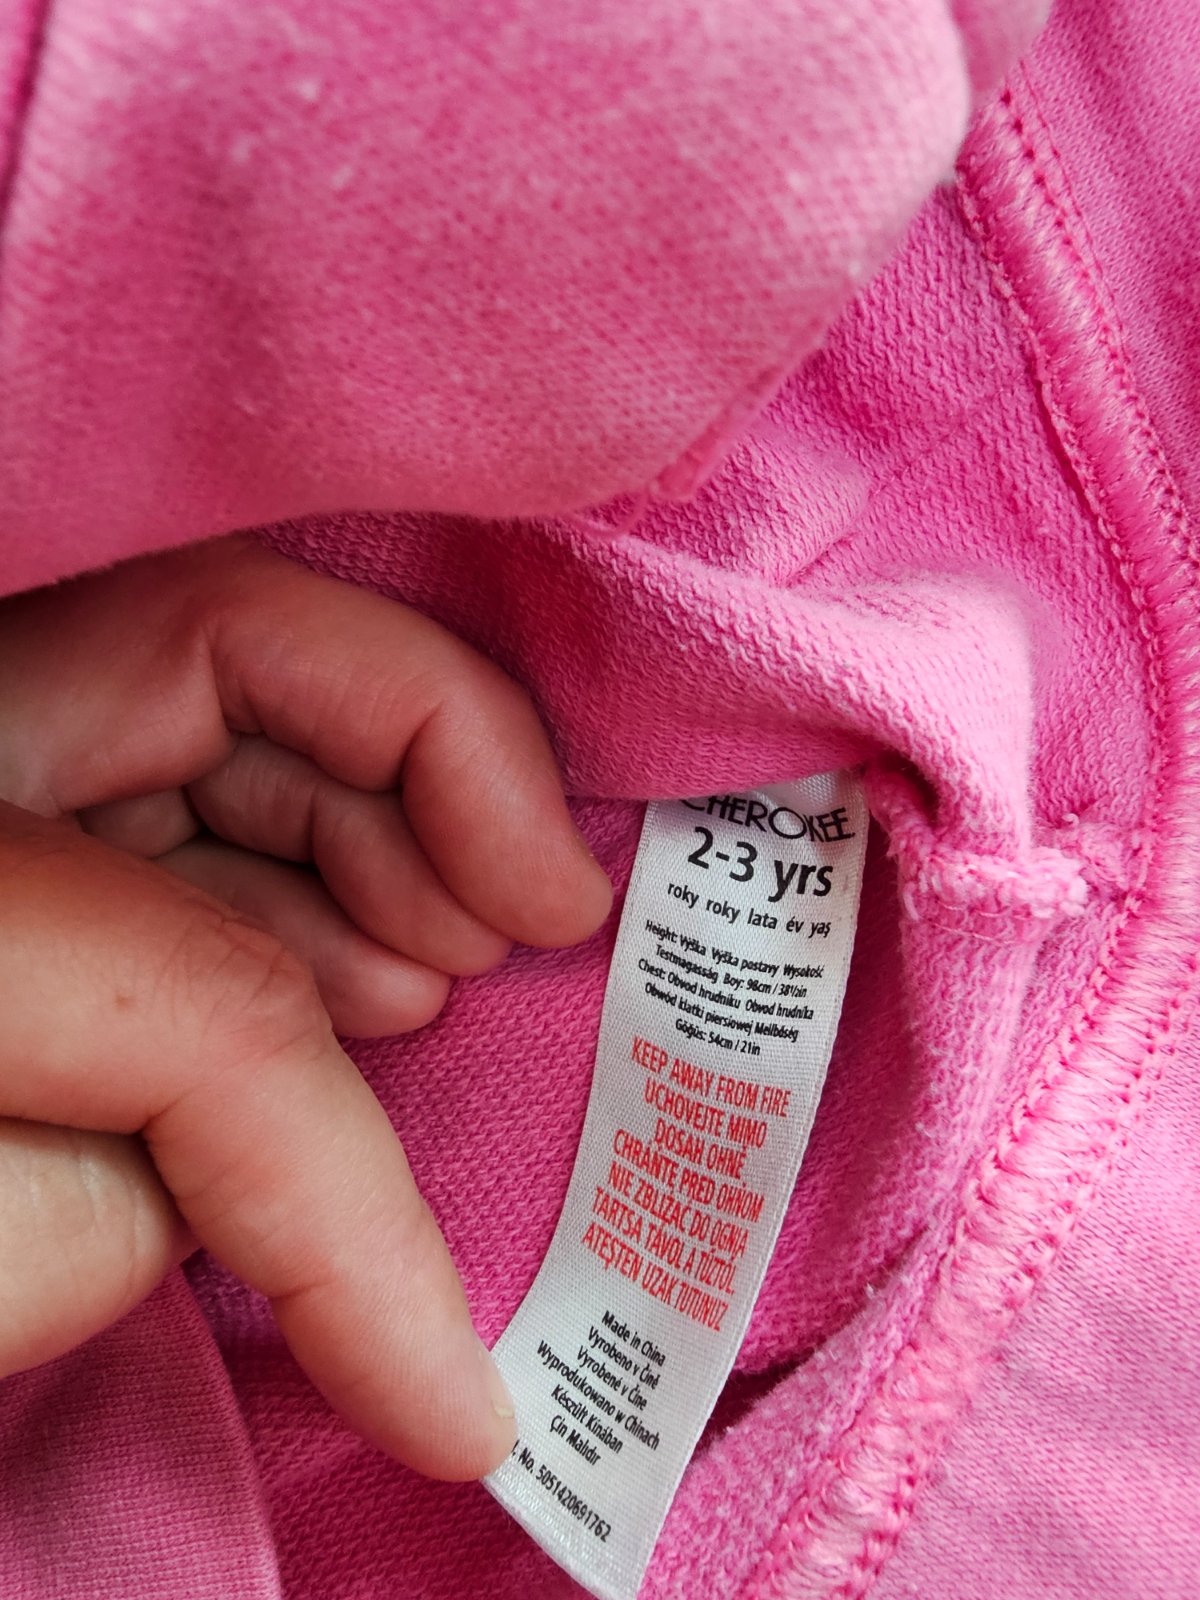 CHEROKEE
2-3 yrs
roky roky lata év yaş
Height: Výška Výška postavy Wysokość
Testmagasság Boy: 98cm / 38½in
Chest: Obvod hrudníku Obvod hrudníka
Obwód klatki piersiowej Mellbőség
Göğüs: 54cm / 21in
KEEP AWAY FROM FIRE
UCHOVEJTE MIMO
DOSAH OHNĚ
CHRÁŇTE PRED OHŇOM
NIE ZBLIŻAĆ DO OGNIA
TARTSA TÁVOL A TŰZTŐL
ATEŞTEN UZAK TUTUNUZ
Made in China
Vyrobeno v Číně
Vyrobené v Číne
Wyprodukowano w Chinach
Készült Kínában
Çin Malıdır
No. 5051420691762